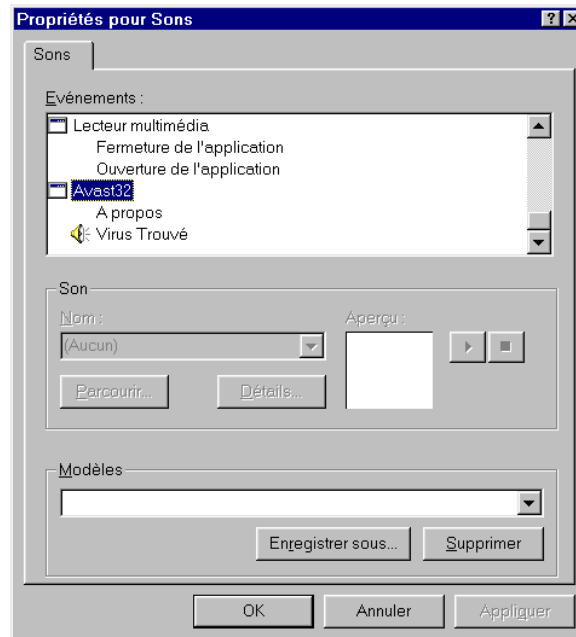 Propriétés pour Sons
Sons
Evénements :
Lecteur multimédia
Fermeture de l'application
Ouverture de l'application
Avast32
A propos
Virus Trouvé
Son
Nom :
Aperçu :
(Aucun)
Parcourir...
Détails...
Modèles
Enregistrer sous...
Supprimer
OK
Annuler
Appliquer